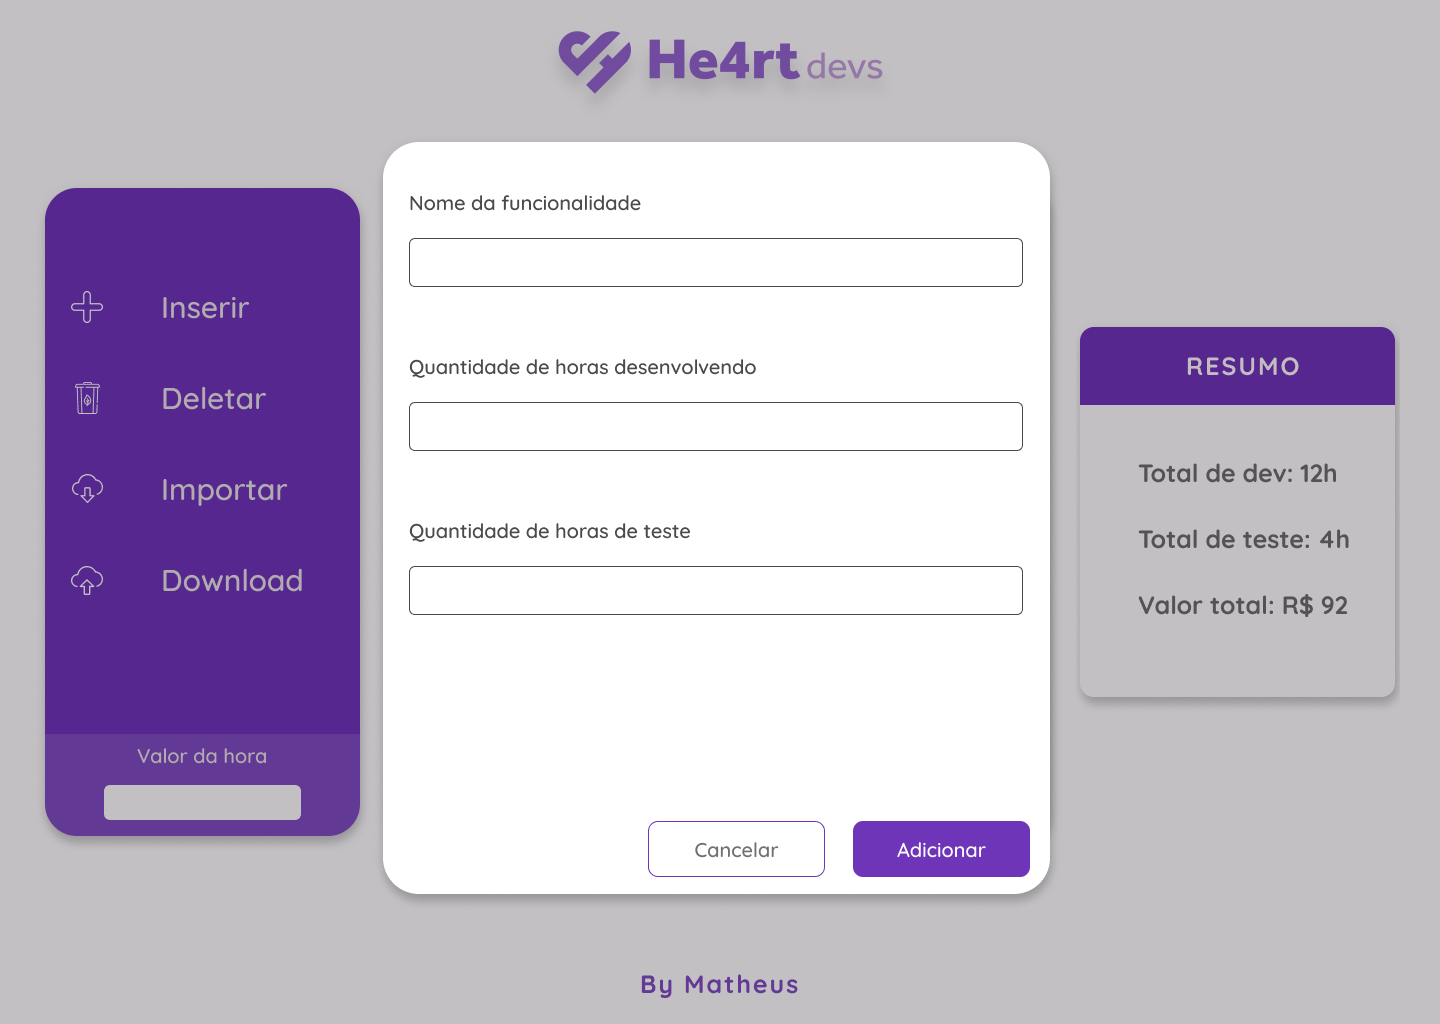 He4rt devs
Inserir
Deletar
Importar
Download
Valor da hora
Nome da funcionalidade
Quantidade de horas desenvolvendo
Quantidade de horas de teste
Cancelar
Adicionar
RESUMO
Total de dev: 12h
Total de teste: 4h
Valor total: R$ 92
By Matheus